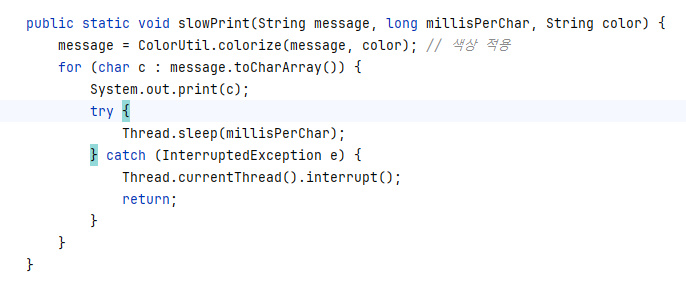 public static void slowPrint(String message, long millisPerChar, String color) {
    message = ColorUtil.colorize(message, color); // 색상 적용
    for (char c : message.toCharArray()) {
        System.out.print(c);
        try {
            Thread.sleep(millisPerChar);
        } catch (InterruptedException e) {
            Thread.currentThread().interrupt();
            return;
        }
    }
}